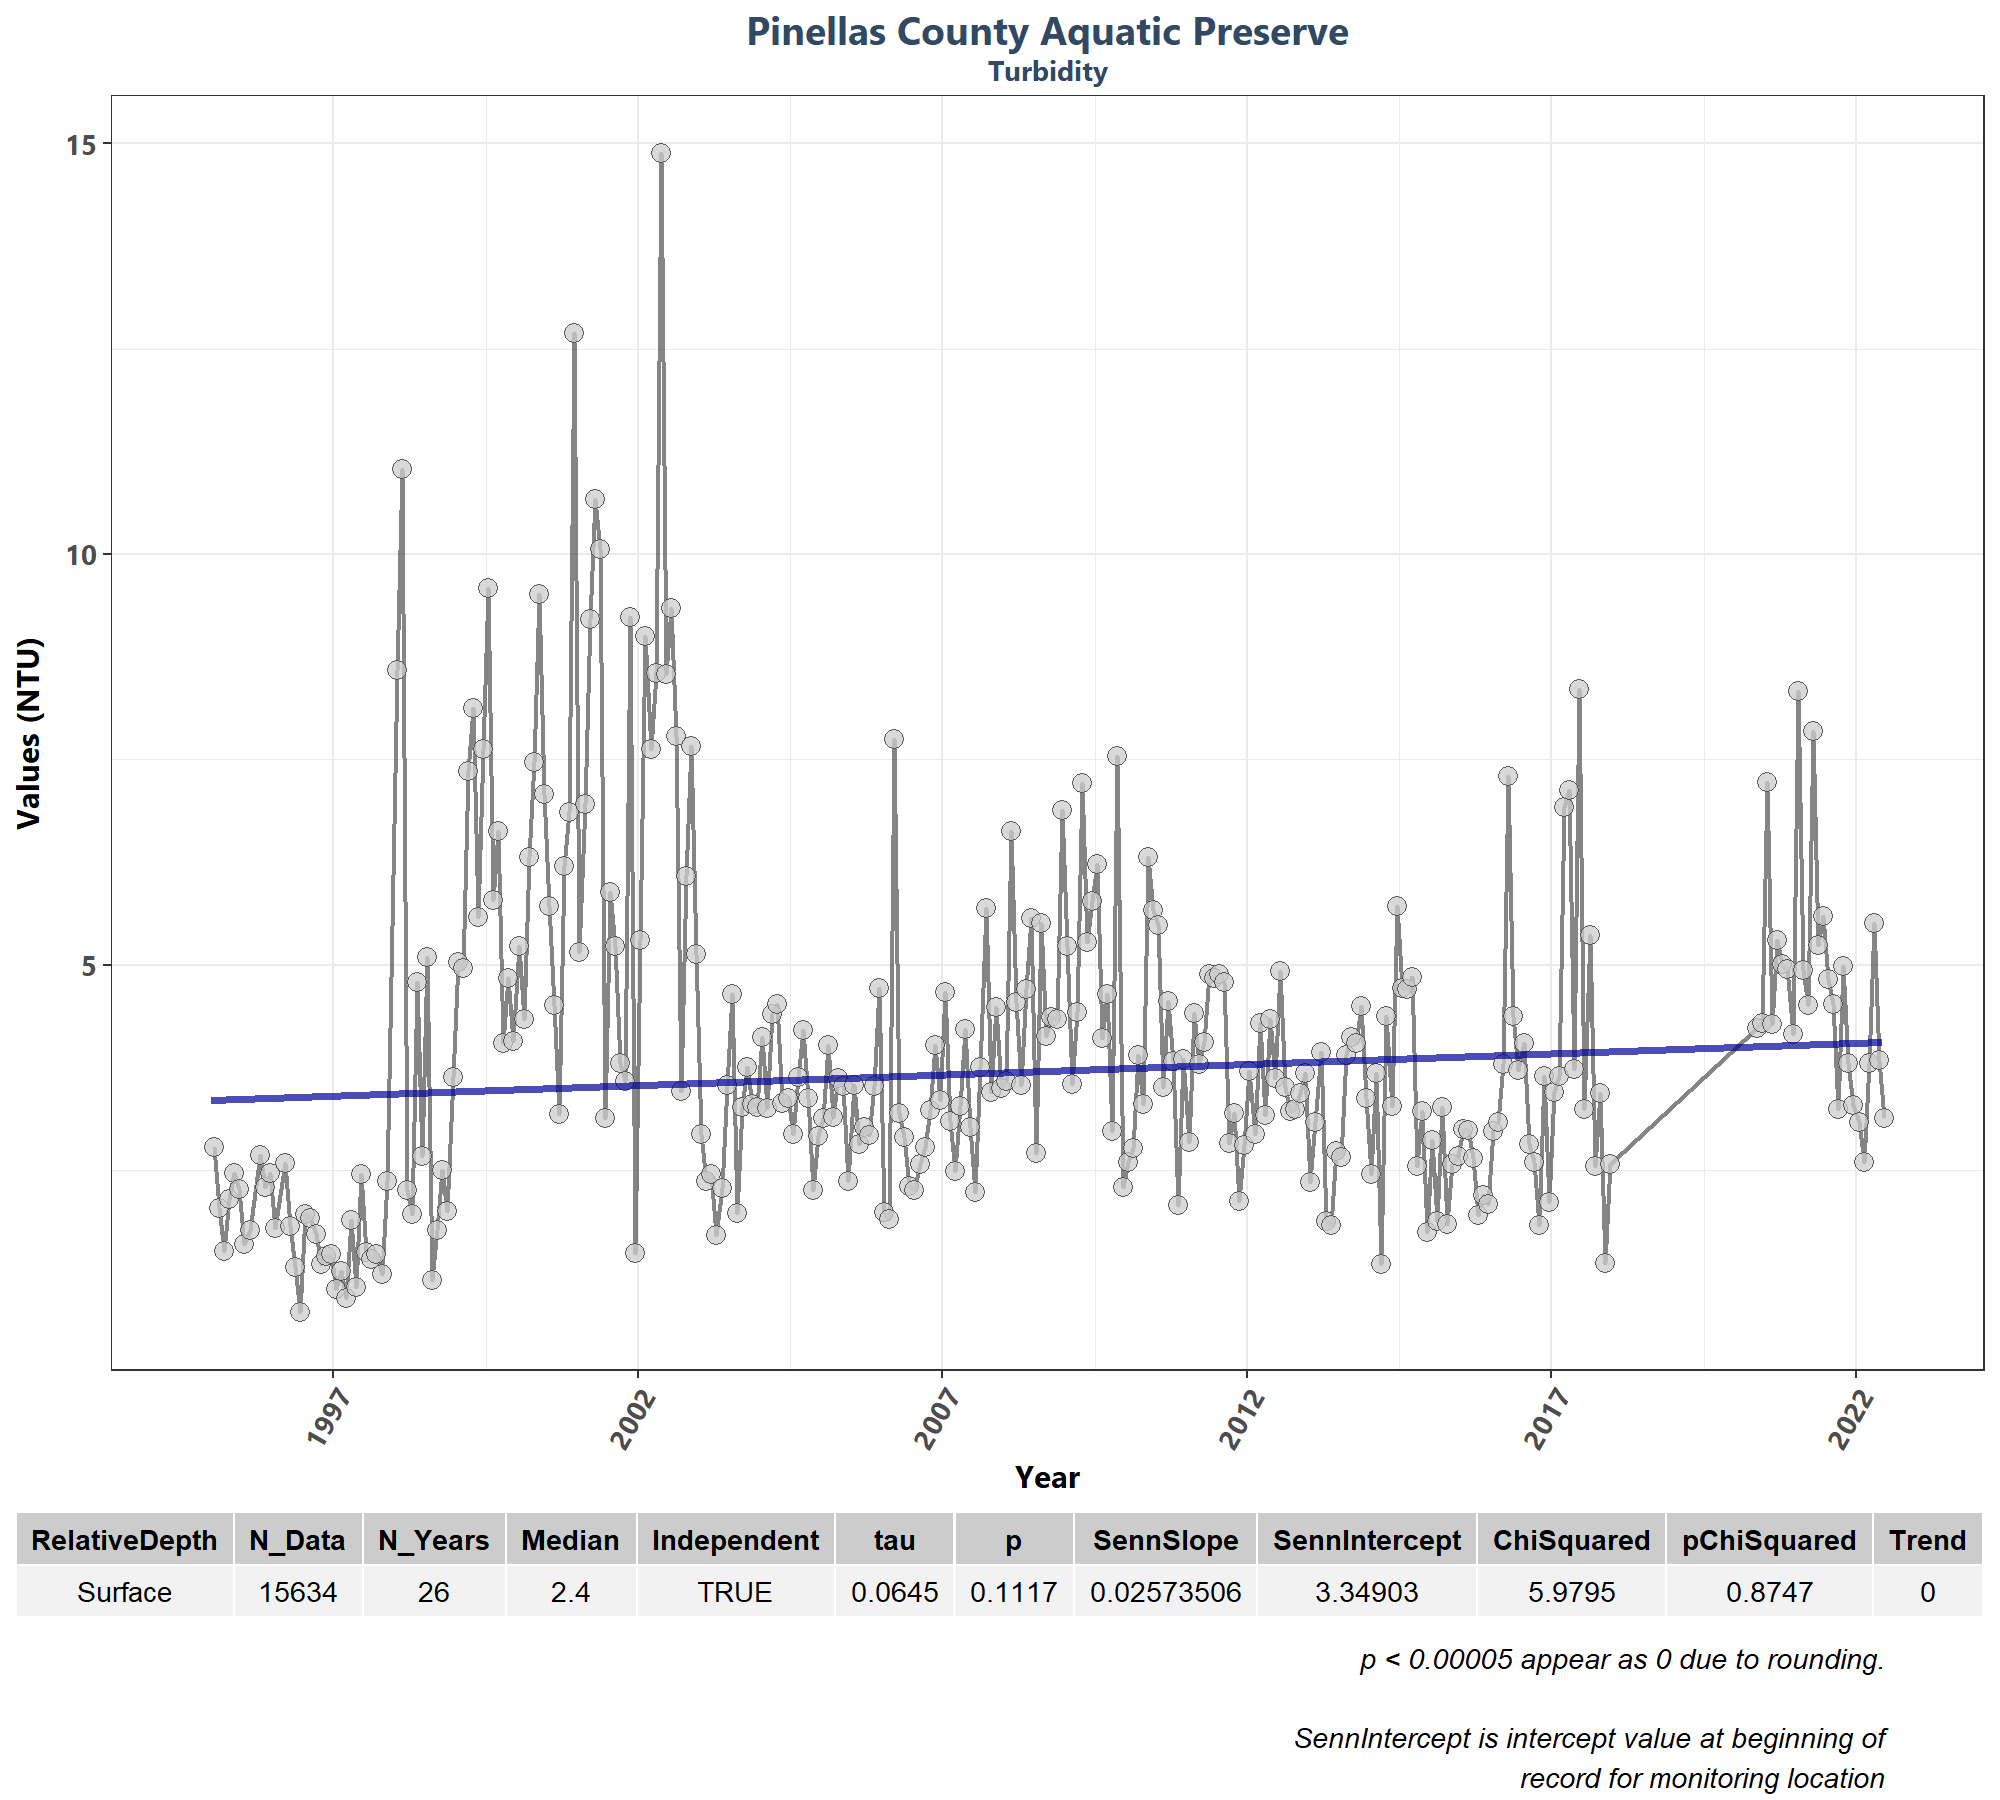 Pinellas County Aquatic Preserve
Turbidity
15
10
5
Values (NTU)
1997
2002
2007
2012
2017
2022
Year
RelativeDepth N_Data N_Years Median Independent tau p SennSlope SennIntercept ChiSquared pChiSquared Trend
Surface 15634 26 2.4 TRUE 0.0645 0.1117 0.02573506 3.34903 5.9795 0.8747 0
p < 0.00005 appear as 0 due to rounding.
SennIntercept is intercept value at beginning of
record for monitoring location